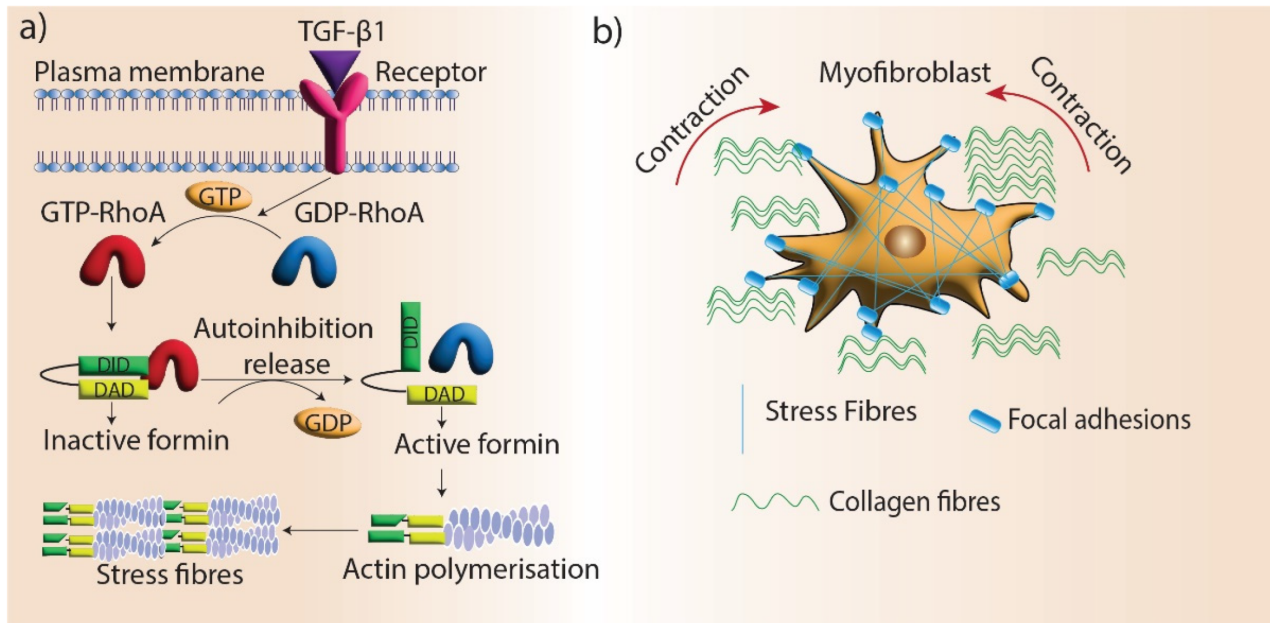 a)
TGF-β1
Plasma membrane
Receptor
GTP
GTP-RhoA
GDP-RhoA
Autoinhibition
release
DID
DAD
DID
DAD
GDP
Inactive formin
Active formin
Stress fibres
Actin polymerisation
b)
Myofibroblast
Contraction
Contraction
Stress Fibres
Focal adhesions
Collagen fibres